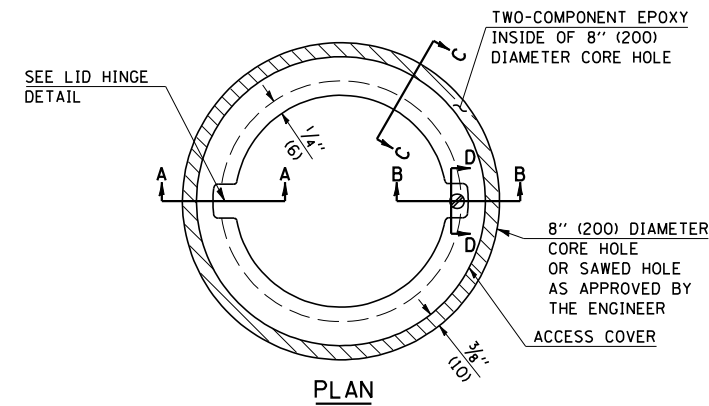 TWO-COMPONENT EPOXY
INSIDE OF 8" (200)
DIAMETER CORE HOLE
SEE LID HINGE
DETAIL
C
C
1/4"
(6)
A
A
B
B
D
D
8" (200) DIAMETER
CORE HOLE
OR SAWED HOLE
AS APPROVED BY
THE ENGINEER
ACCESS COVER
3/8"
(10)
PLAN